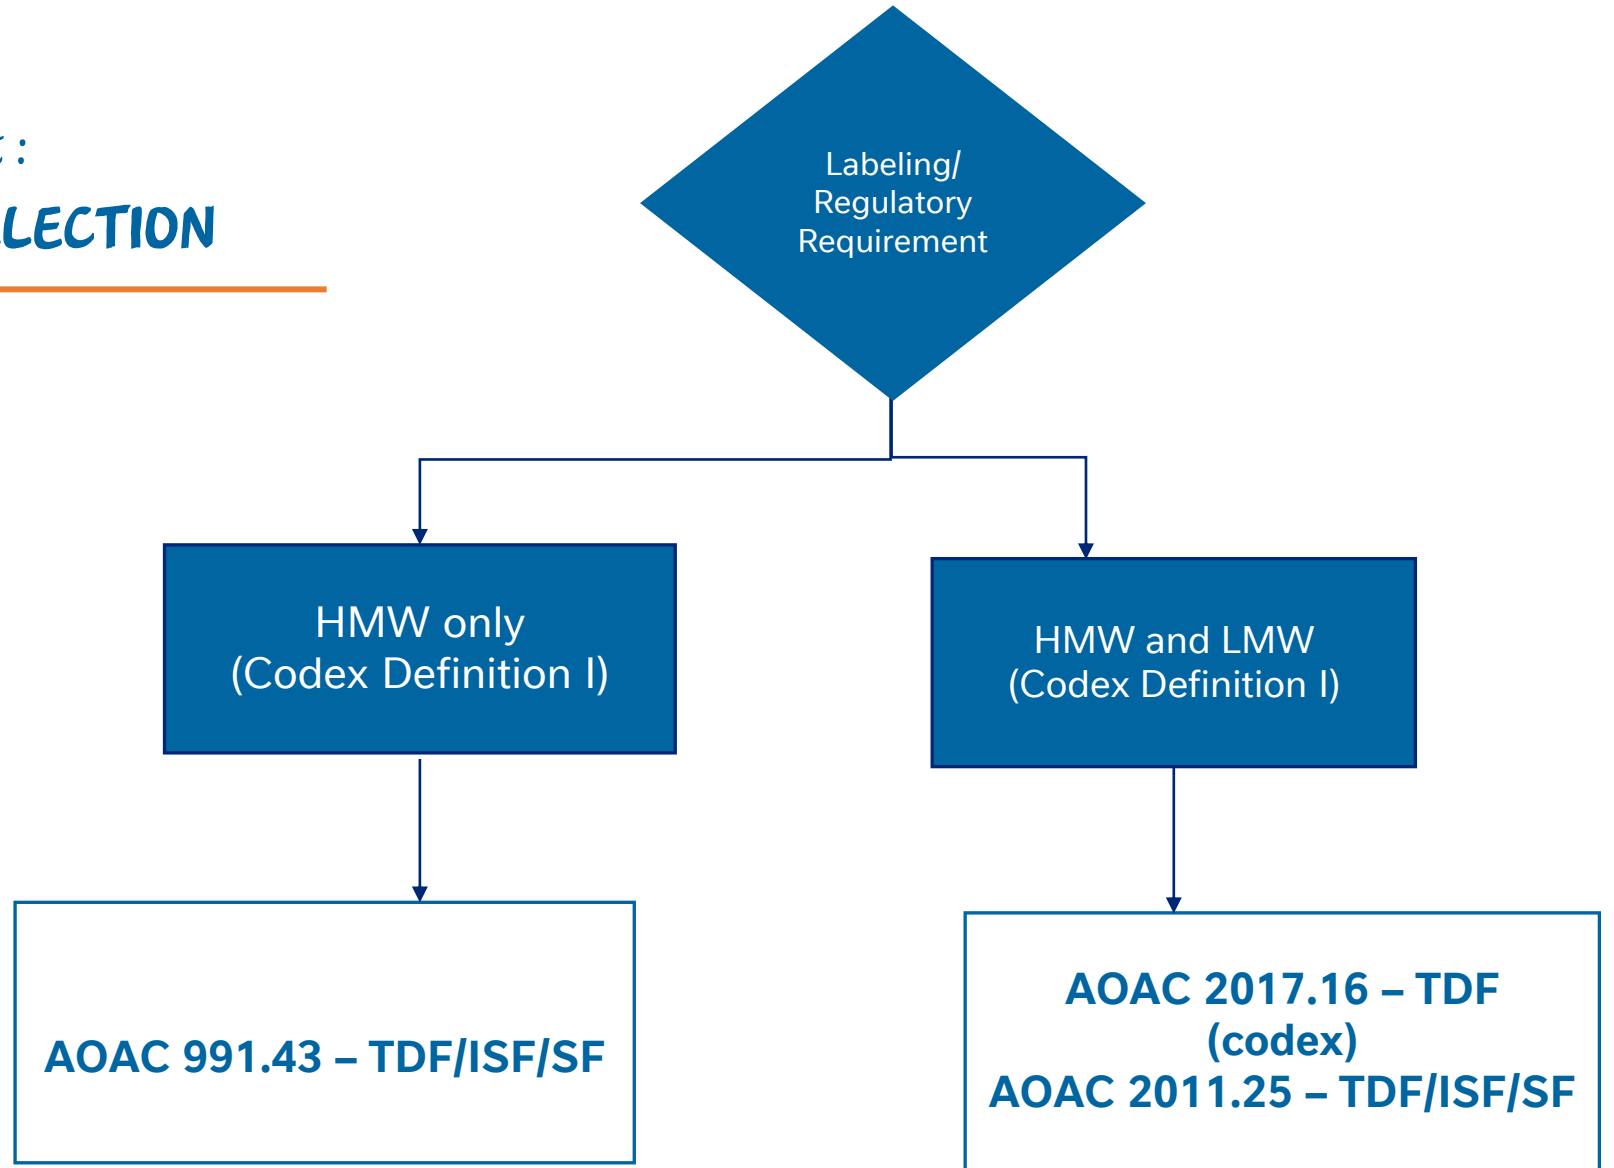 :
LECTION
Labeling/
Regulatory
Requirement
HMW only
(Codex Definition I)
HMW and LMW
(Codex Definition I)
AOAC 991.43 – TDF/ISF/SF
AOAC 2017.16 – TDF
(codex)
AOAC 2011.25 – TDF/ISF/SF